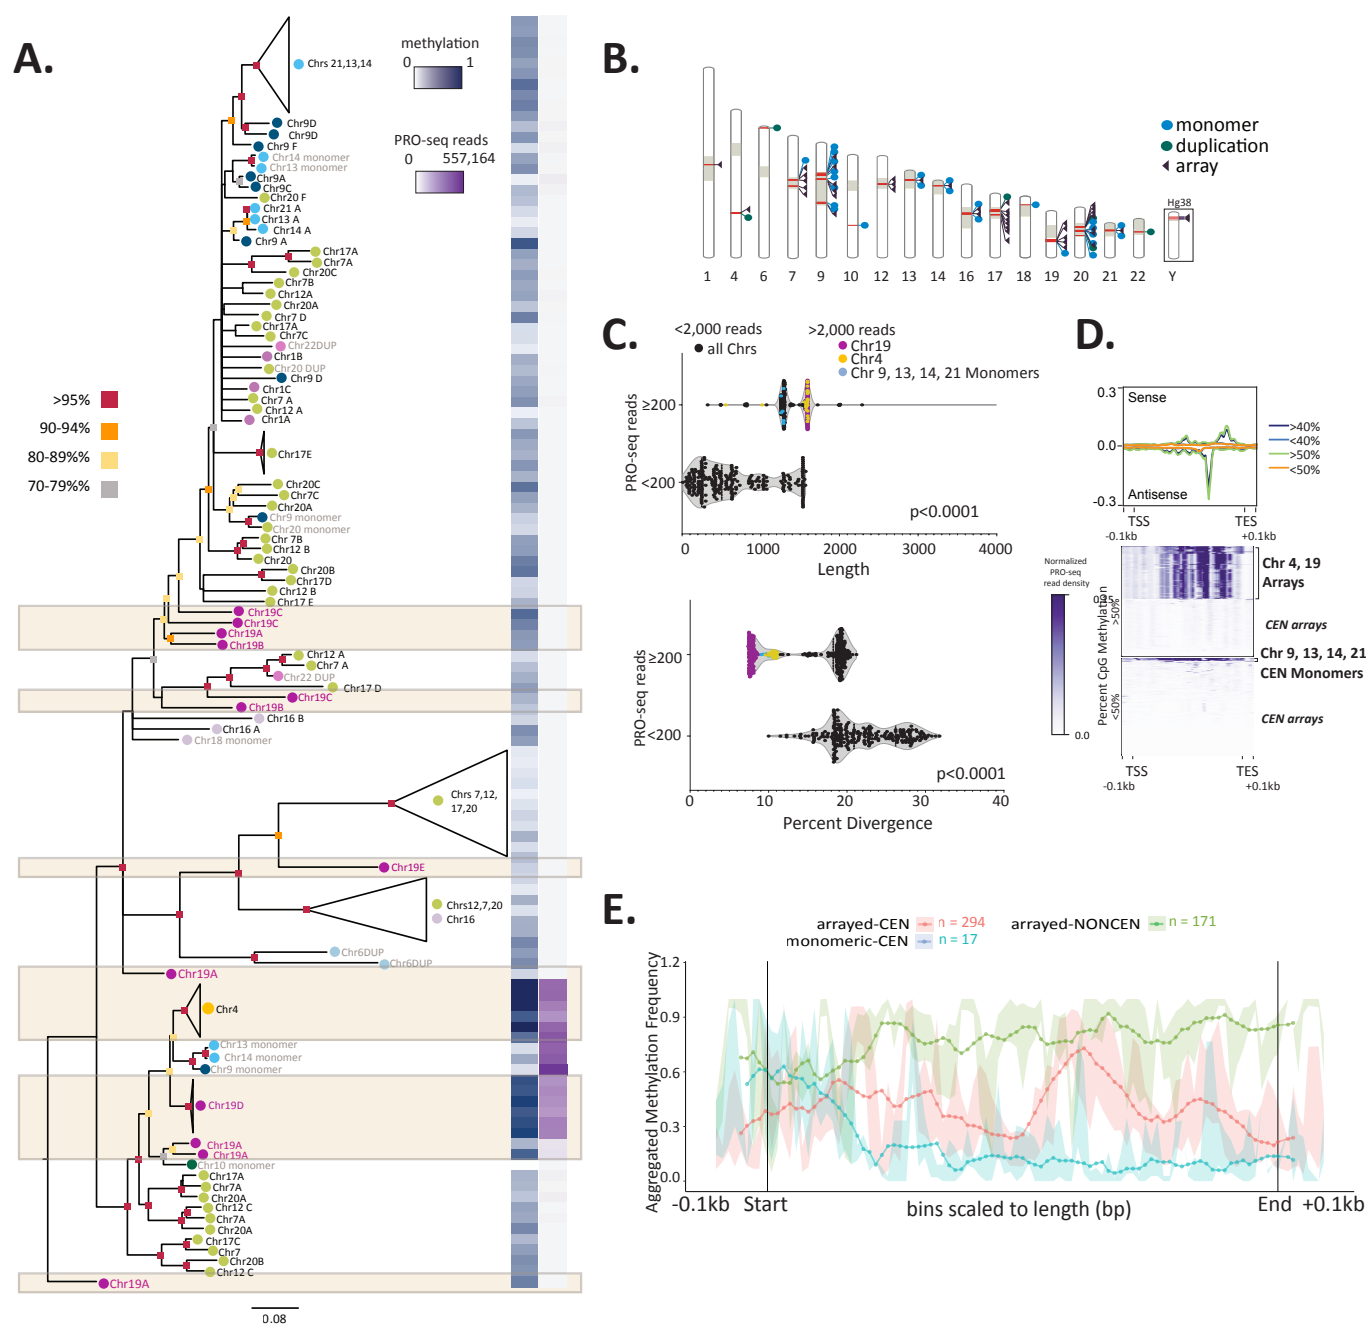 A.
methylation
0
1
PRO-seq reads
0
557,164
Chrs 21,13,14
Chr9D
Chr9D
Chr9 F
Chr14 monomer
Chr13 monomer
Chr9A
Chr9C
Chr20 F
Chr21 A
Chr13 A
Chr14 A
Chr9 A
Chr17A
Chr7A
Chr20C
Chr7B
Chr12A
Chr20A
Chr7 D
Chr17A
Chr7C
Chr22DUP
Chr1B
Chr20 DUP
Chr9 D
Chr1C
Chr7 A
Chr12 A
Chr1A
>95%
90-94%
80-89%%
70-79%%
Chr17E
Chr20C
Chr7C
Chr20A
Chr9 monomer
Chr20 monomer
Chr 7B
Chr12 B
Chr20
Chr20B
Chr17D
Chr12 B
Chr17 E
Chr19C
Chr19C
Chr19A
Chr19B
Chr12 A
Chr7 A
Chr22 DUP
Chr17 D
Chr19C
Chr19B
Chr16 B
Chr16 A
Chr18 monomer
Chrs 7,12,
17,20
Chr19E
Chrs12,7,20
Chr16
Chr6DUP
Chr6DUP
Chr19A
Chr4
Chr13 monomer
Chr14 monomer
Chr9 monomer
Chr19D
Chr19A
Chr19A
Chr10 monomer
Chr17A
Chr7A
Chr20A
Chr12 C
Chr7A
Chr20A
Chr17C
Chr7
Chr20B
Chr12 C
Chr19A
0.08
B.
monomer
duplication
array
Hg38
1 4 6 7 9 10 12 13 14 16 17 18 19 20 21 22 Y
C.
<2,000 reads
all Chrs
>2,000 reads
Chr19
Chr4
Chr 9, 13, 14, 21 Monomers
PRO-seq reads
≥200
<200
p<0.0001
0 1000 2000 3000 4000
Length
PRO-seq reads
≥200
<200
p<0.0001
0 10 20 30 40
Percent Divergence
D.
0.3
Sense
0.0
Antisense
-0.3
>40%
<40%
>50%
<50%
TSS
TES
-0.1kb
+0.1kb
Normalized
PRO-seq
read density
0.0
Percent CpG Methylation
>50%
<50%
Chr 4, 19
Arrays
CEN arrays
Chr 9, 13, 14, 21
CEN Monomers
CEN arrays
TSS
TES
-0.1kb
+0.1kb
E.
arrayed-CEN
n = 294
arrayed-NONCEN
n = 171
monomeric-CEN
n = 17
Aggregated Methylation Frequency
1.2
0.9
0.6
0.3
0.0
-0.1kb Start
bins scaled to length (bp)
End +0.1kb